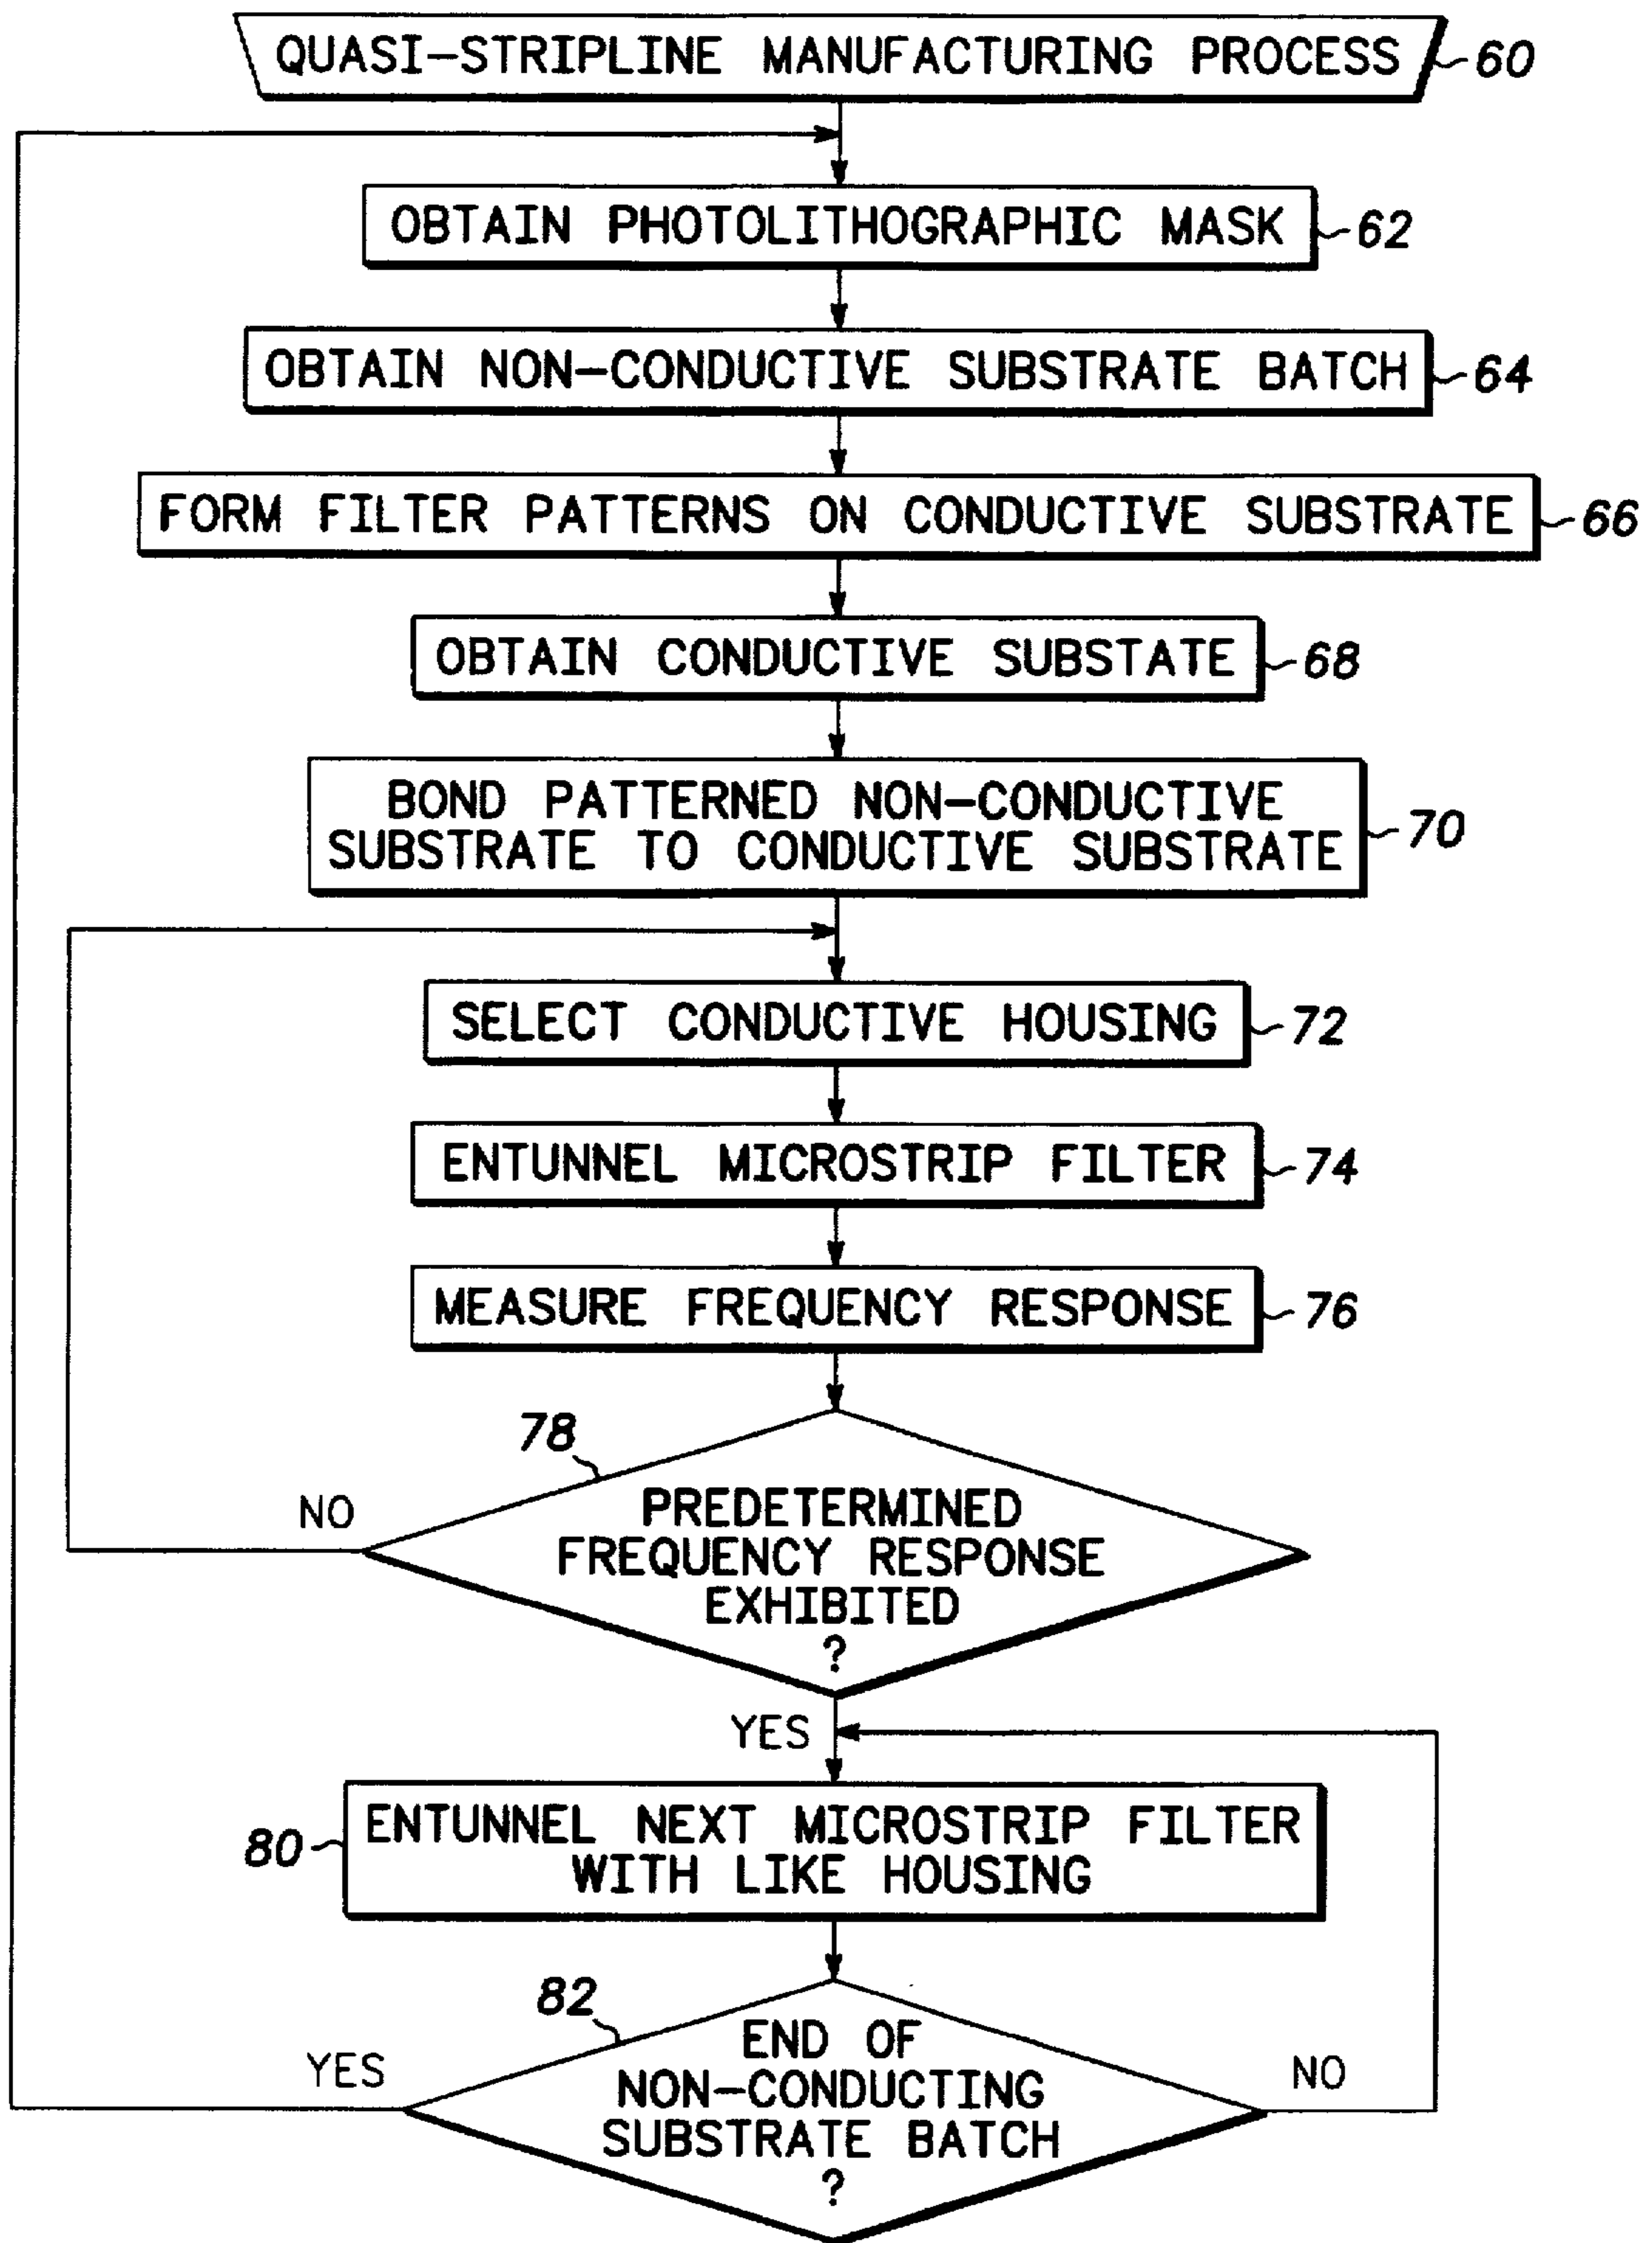 QUASI-STRIPLINE MANUFACTURING PROCESS 60
OBTAIN PHOTOLITHOGRAPHIC MASK 62
OBTAIN NON-CONDUCTIVE SUBSTRATE BATCH 64
FORM FILTER PATTERNS ON CONDUCTIVE SUBSTRATE 66
OBTAIN CONDUCTIVE SUBSTATE 68
BOND PATTERNED NON-CONDUCTIVE
SUBSTRATE TO CONDUCTIVE SUBSTRATE 70
SELECT CONDUCTIVE HOUSING 72
ENTUNNEL MICROSTRIP FILTER 74
MEASURE FREQUENCY RESPONSE 76
78
NO
PREDETERMINED
FREQUENCY RESPONSE
EXHIBITED
?
YES
80
ENTUNNEL NEXT MICROSTRIP FILTER
WITH LIKE HOUSING
82
YES
END OF
NON-CONDUCTING
SUBSTRATE BATCH
?
NO